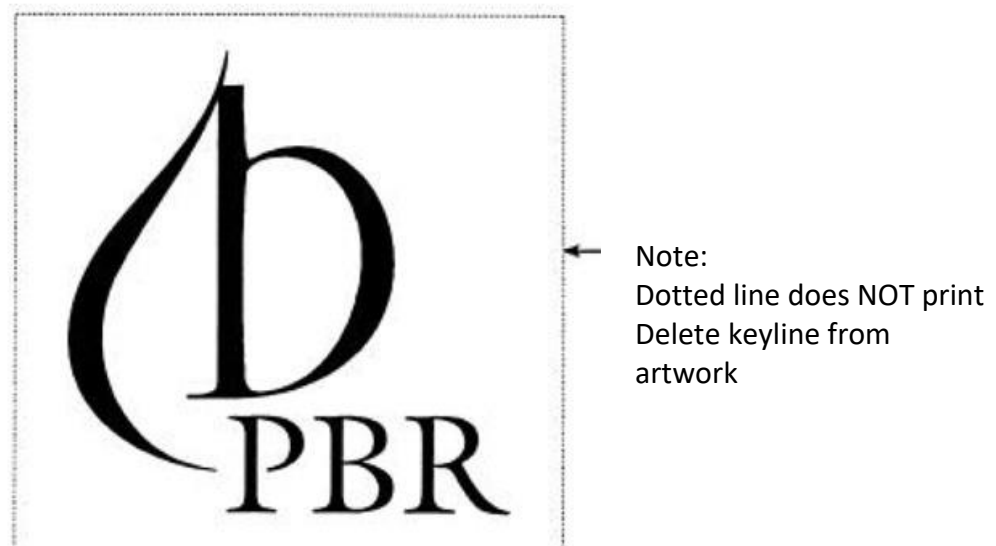 b
PBR
Note:
Dotted line does NOT print
Delete keyline from
artwork